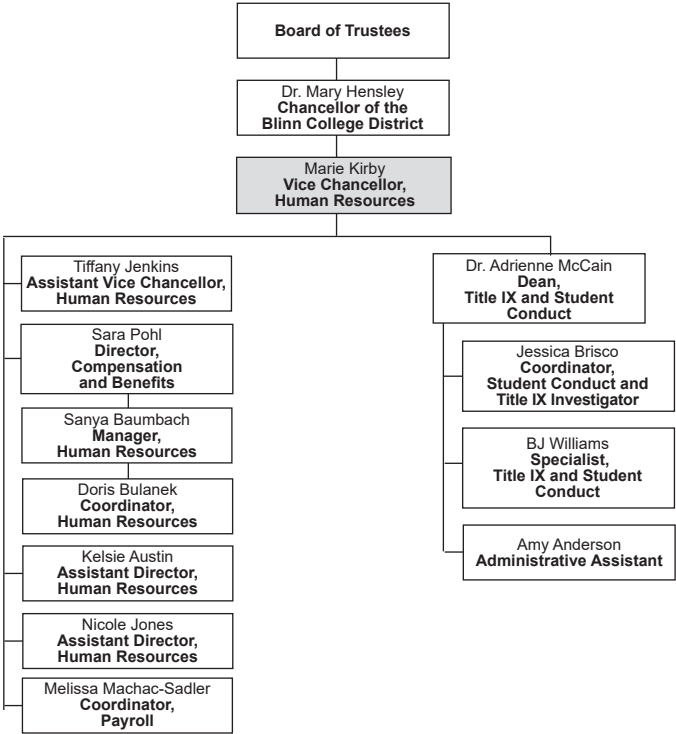 Board of Trustees
Dr. Mary Hensley
Chancellor of the
Blinn College District
Marie Kirby
Vice Chancellor,
Human Resources
Tiffany Jenkins
Assistant Vice Chancellor,
Human Resources
Sara Pohl
Director,
Compensation
and Benefits
Sanya Baumbach
Manager,
Human Resources
Doris Bulanek
Coordinator,
Human Resources
Kelsie Austin
Assistant Director,
Human Resources
Nicole Jones
Assistant Director,
Human Resources
Melissa Machac-Sadler
Coordinator,
Payroll
Dr. Adrienne McCain
Dean,
Title IX and Student
Conduct
Jessica Brisco
Coordinator,
Student Conduct and
Title IX Investigator
BJ Williams
Specialist,
Title IX and Student
Conduct
Amy Anderson
Administrative Assistant